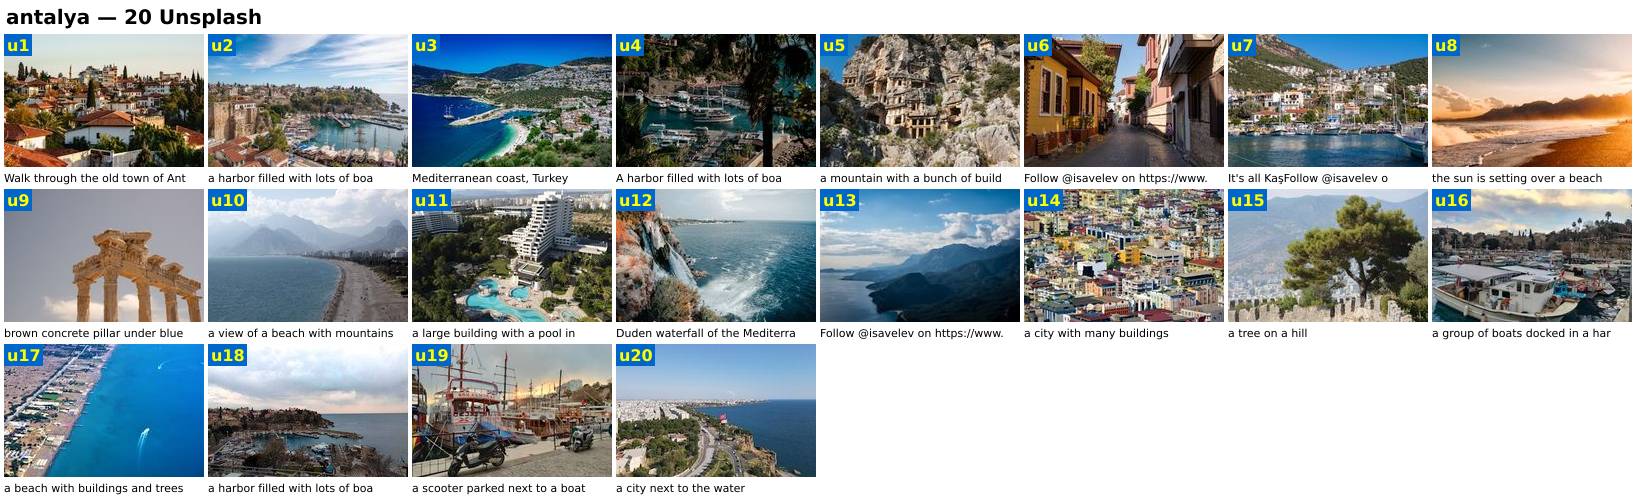 antalya — 20 Unsplash
u1
u2
u3
u4
u5
u6
u7
u8
Walk through the old town of Ant
a harbor filled with lots of boa
Mediterranean coast, Turkey
A harbor filled with lots of boa
a mountain with a bunch of build
Follow @isavelev on https://www.
It's all KaşFollow @isavelev o
the sun is setting over a beach
u9
u10
u11
u12
u13
u14
u15
u16
brown concrete pillar under blue
a view of a beach with mountains
a large building with a pool in
Duden waterfall of the Mediterra
Follow @isavelev on https://www.
a city with many buildings
a tree on a hill
a group of boats docked in a har
u17
u18
u19
u20
a beach with buildings and trees
a harbor filled with lots of boa
a scooter parked next to a boat
a city next to the water